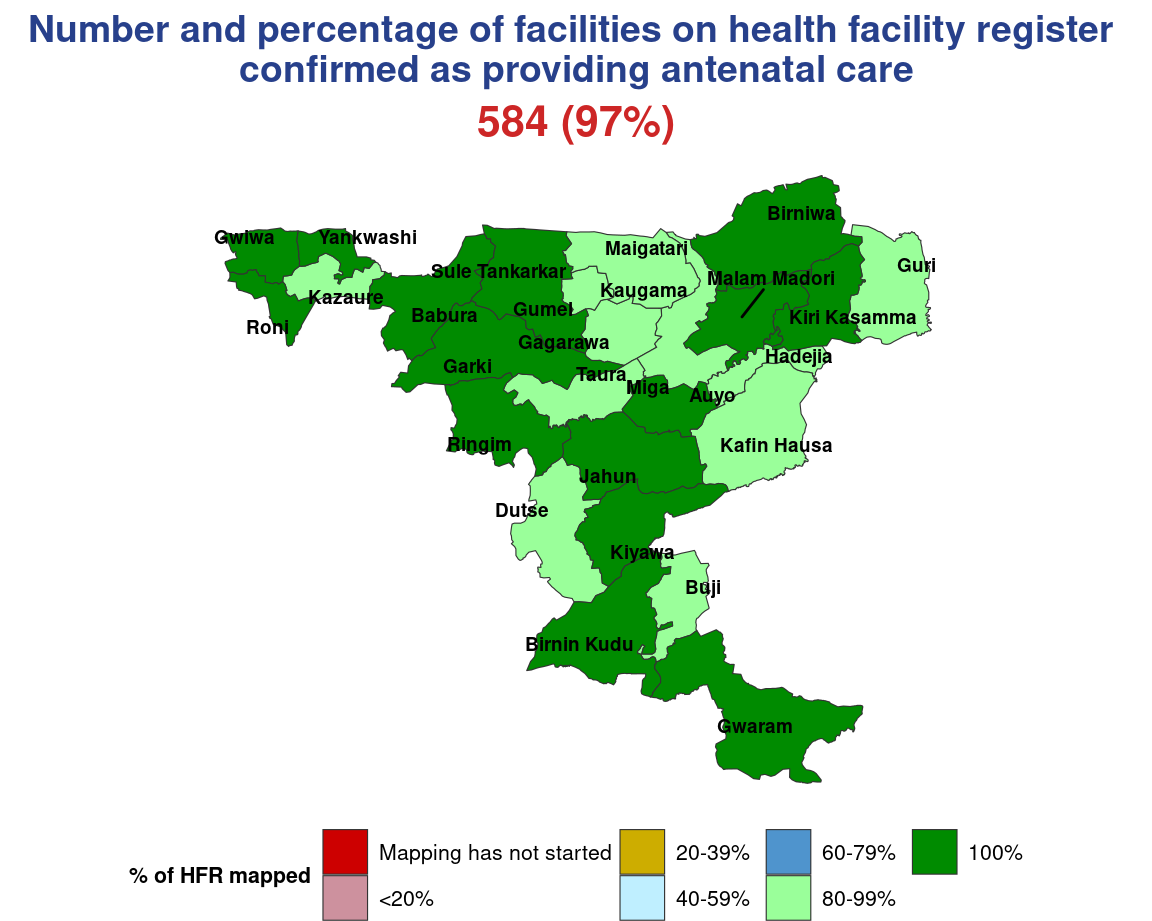 Number and percentage of facilities on health facility register
confirmed as providing antenatal care
584 (97%)
Birniwa
Gwiwa
Yankwashi
Maigatari
Guri
Sule Tankarkar
Malam Madori
Kaugama
Kazaure
Gumel
Babura
Kiri Kasamma
Roni
Gagarawa
Hadejia
Garki
Taura
Miga
Auyo
Ringim
Kafin Hausa
Jahun
Dutse
Kiyawa
Buji
Birnin Kudu
Gwaram
% of HFR mapped
Mapping has not started
<20%
20-39%
40-59%
60-79%
80-99%
100%